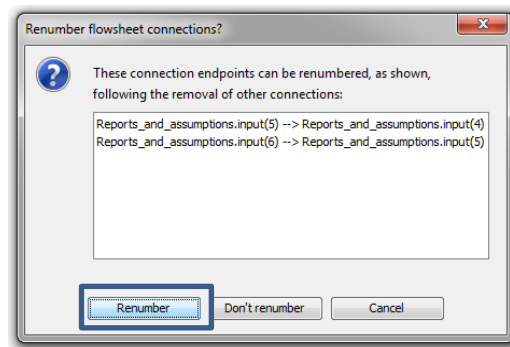 Renumber flowsheet connections?
These connection endpoints can be renumbered, as shown,
following the removal of other connections:
Reports_and_assumptions.input(5) --> Reports_and_assumptions.input(4)
Reports_and_assumptions.input(6) --> Reports_and_assumptions.input(5)
Renumber Don't renumber Cancel